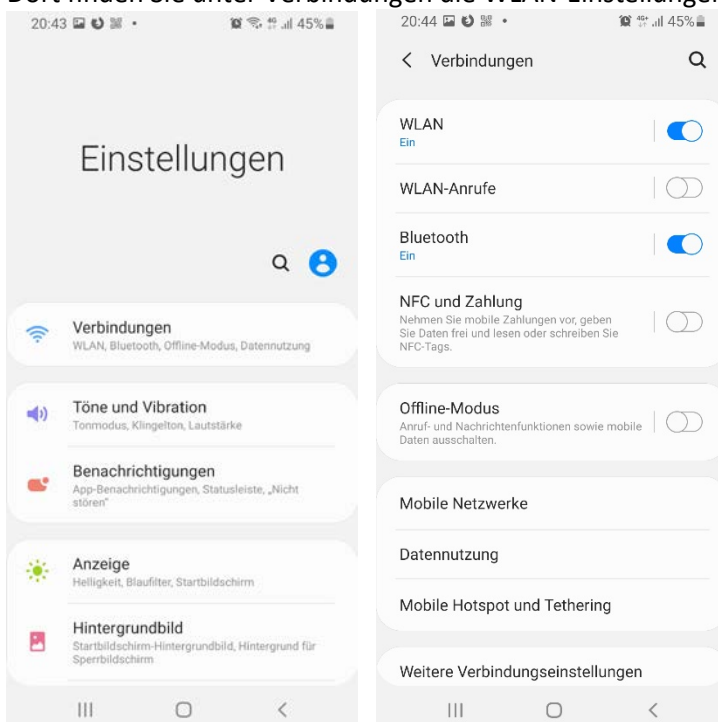 Dort finden Sie unter Verbindungen die WLAN-Einstellungen
20:43
45%
Einstellungen
Verbindungen
WLAN, Bluetooth, Offline-Modus, Datennutzung
Töne und Vibration
Tonmodus, Klingelton, Lautstärke
Benachrichtigungen
App-Benachrichtigungen, Statusleiste, „Nicht
stören"
Anzeige
Helligkeit, Blaufilter, Startbildschirm
Hintergrundbild
Startbildschirm-Hintergrundbild, Hintergrund für
Sperrbildschirm
20:44
45%
Verbindungen
WLAN
Ein
WLAN-Anrufe
Bluetooth
Ein
NFC und Zahlung
Nehmen Sie mobile Zahlungen vor, geben
Sie Daten frei und lesen oder schreiben Sie
NFC-Tags.
Offline-Modus
Anruf- und Nachrichtenfunktionen sowie mobile
Daten ausschalten.
Mobile Netzwerke
Datennutzung
Mobile Hotspot und Tethering
Weitere Verbindungseinstellungen